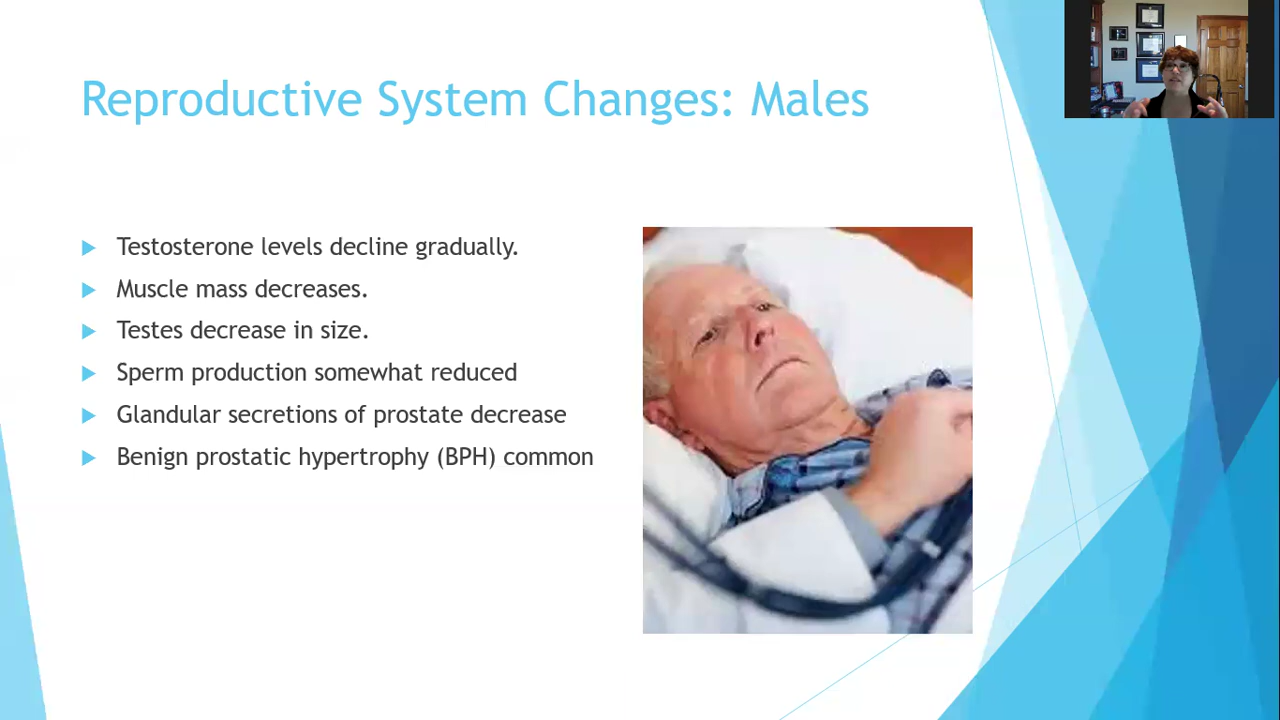 Reproductive System Changes: Males
Testosterone levels decline gradually.
Muscle mass decreases.
Testes decrease in size.
Sperm production somewhat reduced
Glandular secretions of prostate decrease
Benign prostatic hypertrophy (BPH) common